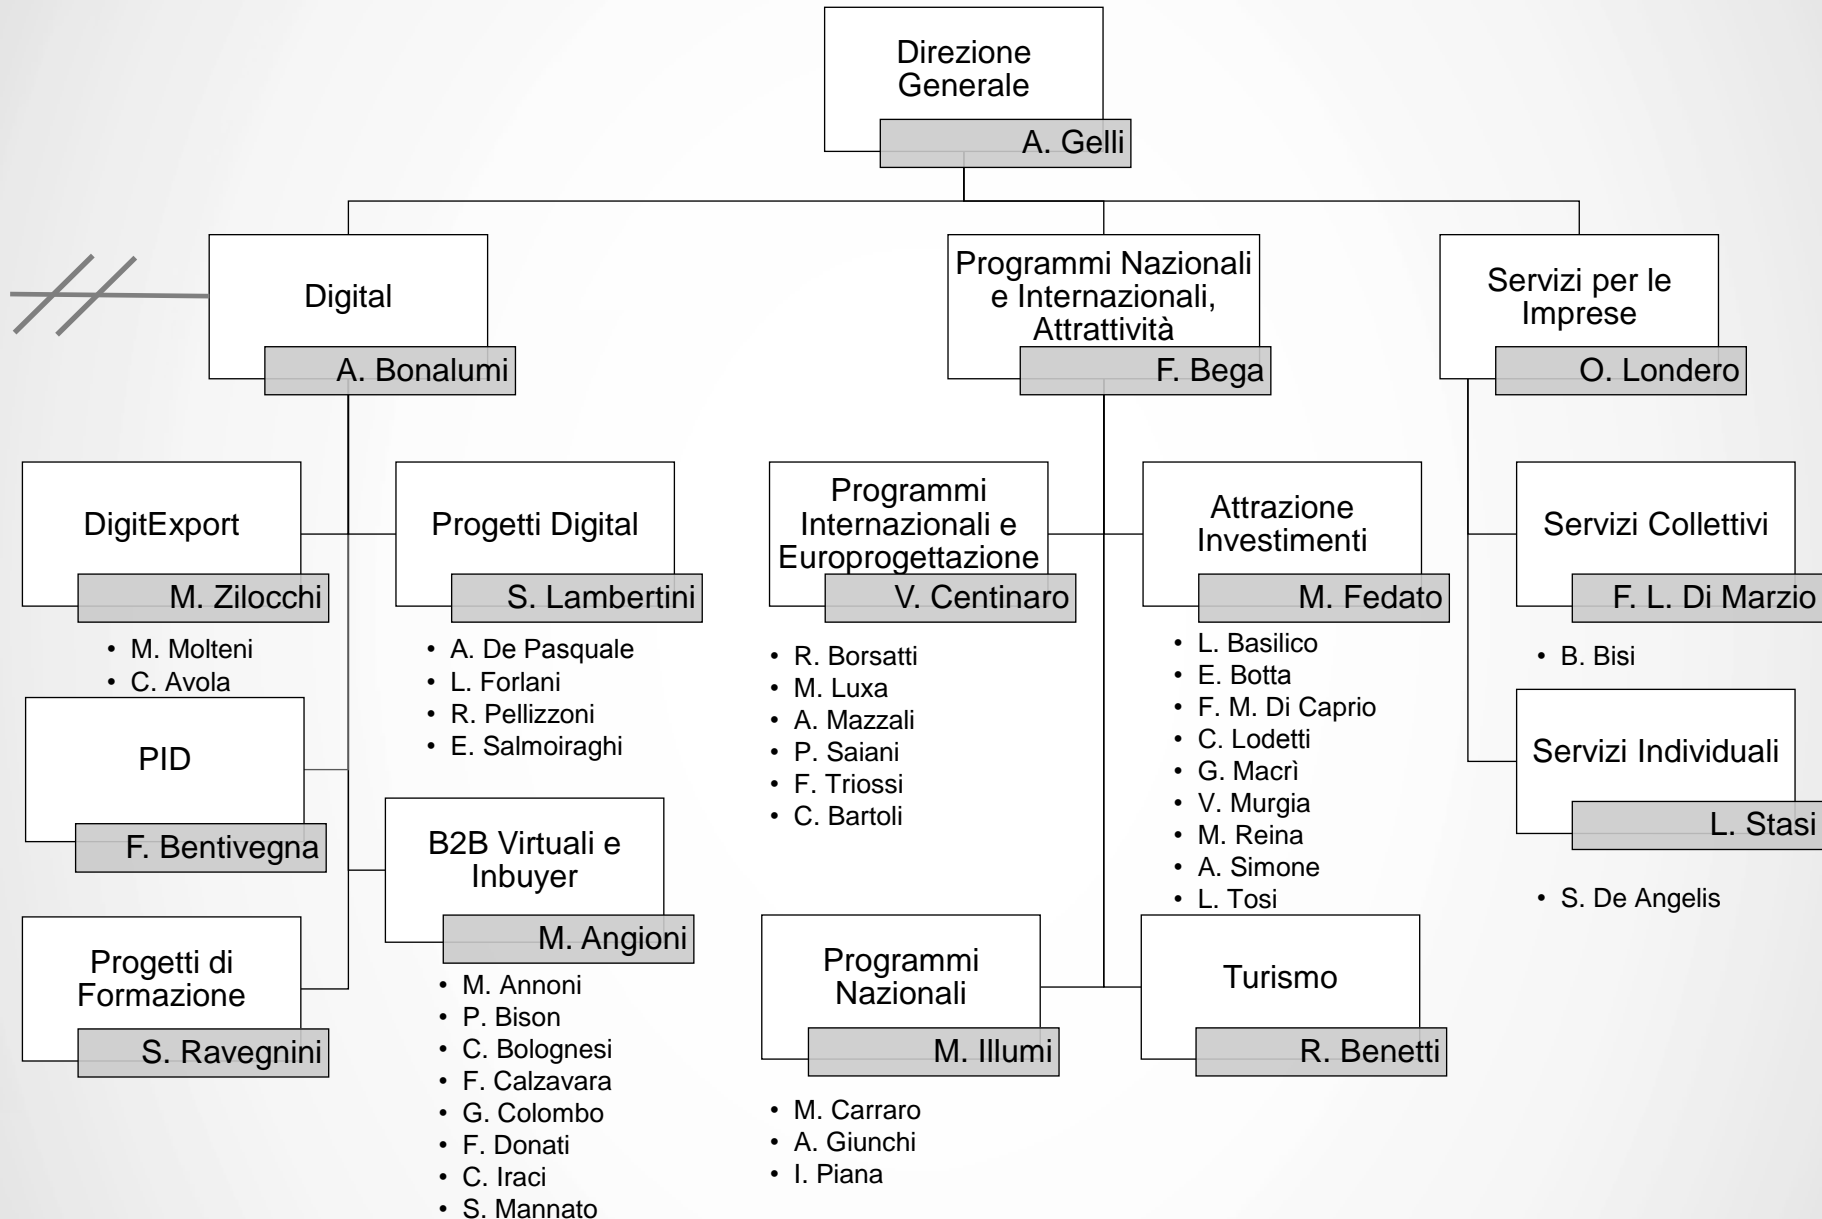 Direzione
Generale
A. Gelli
Digital
A. Bonalumi
Programmi Nazionali
e Internazionali,
Attrattività
F. Bega
Servizi per le
Imprese
O. Londero
DigitExport
M. Zilocchi
• M. Molteni
• C. Avola
Progetti Digital
S. Lambertini
• A. De Pasquale
• L. Forlani
• R. Pellizzoni
• E. Salmoiraghi
PID
F. Bentivegna
B2B Virtuali e
Inbuyer
M. Angioni
• M. Annoni
• P. Bison
• C. Bolognesi
• F. Calzavara
• G. Colombo
• F. Donati
• C. Iraci
• S. Mannato
Progetti di
Formazione
S. Ravegnini
Programmi
Internazionali e
Europrogettazione
V. Centinaro
• R. Borsatti
• M. Luxa
• A. Mazzali
• P. Saiani
• F. Triossi
• C. Bartoli
Attrazione
Investimenti
M. Fedato
• L. Basilico
• E. Botta
• F. M. Di Caprio
• C. Lodetti
• G. Macrì
• V. Murgia
• M. Reina
• A. Simone
• L. Tosi
Programmi
Nazionali
M. Illumi
• M. Carraro
• A. Giunchi
• I. Piana
Turismo
R. Benetti
Servizi Collettivi
F. L. Di Marzio
• B. Bisi
Servizi Individuali
L. Stasi
• S. De Angelis